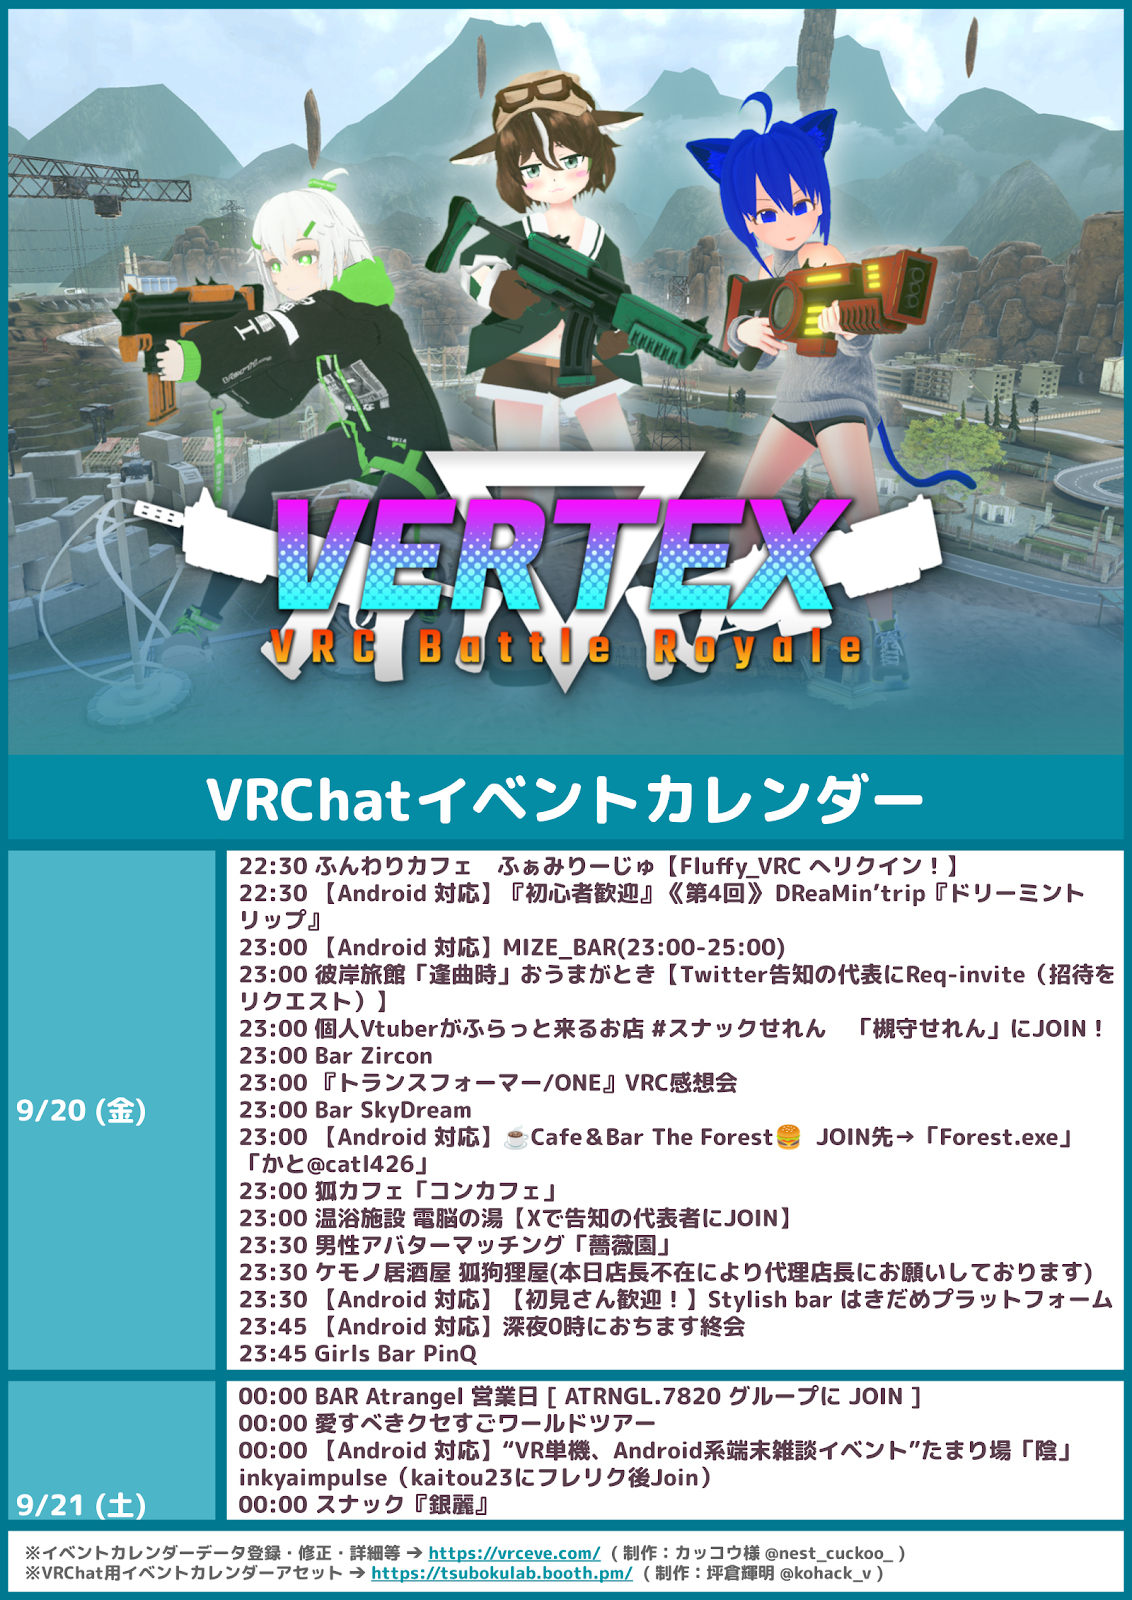 VERTEX
VRC Battle Royale
VRChatイベントカレンダー
9/20 (金)
22:30 ふんわりカフェ　ふぁみりーじゅ【Fluffy_VRC へリクイン！】
22:30 【Android 対応】『初心者歓迎』《第4回》 DReaMin’trip『ドリーミント
リップ』
23:00 【Android 対応】MIZE_BAR(23:00-25:00)
23:00 彼岸旅館「逢曲時」おうまがとき【Twitter告知の代表にReq-invite（招待を
リクエスト）】
23:00 個人Vtuberがふらっと来るお店 #スナックせれん　「槻守せれん」にJOIN！
23:00 Bar Zircon
23:00 『トランスフォーマー/ONE』VRC感想会
23:00 Bar SkyDream
23:00 【Android 対応】☕Cafe＆Bar The Forest🍔 JOIN先→「Forest.exe」
「かと@catl426」
23:00 狐カフェ「コンカフェ」
23:00 温浴施設 電脳の湯【Xで告知の代表者にJOIN】
23:30 男性アバターマッチング「薔薇園」
23:30 ケモノ居酒屋 狐狗狸屋(本日店長不在により代理店長にお願いしております)
23:30 【Android 対応】【初見さん歓迎！】Stylish bar はきだめプラットフォーム
23:45 【Android 対応】深夜0時におちます終会
23:45 Girls Bar PinQ
9/21 (土)
00:00 BAR Atrangel 営業日 [ ATRNGL.7820 グループに JOIN ]
00:00 愛すべきクセすごワールドツアー
00:00 【Android 対応】“VR単機、Android系端末雑談イベント”たまり場「陰」
inkyaimpulse（kaitou23にフレリク後Join）
00:00 スナック『銀麗』
※イベントカレンダーデータ登録・修正・詳細等 → https://vrceve.com/ ( 制作：カッコウ様 @nest_cuckoo_ )
※VRChat用イベントカレンダーアセット → https://tsubokulab.booth.pm/ ( 制作：坪倉輝明 @kohack_v )